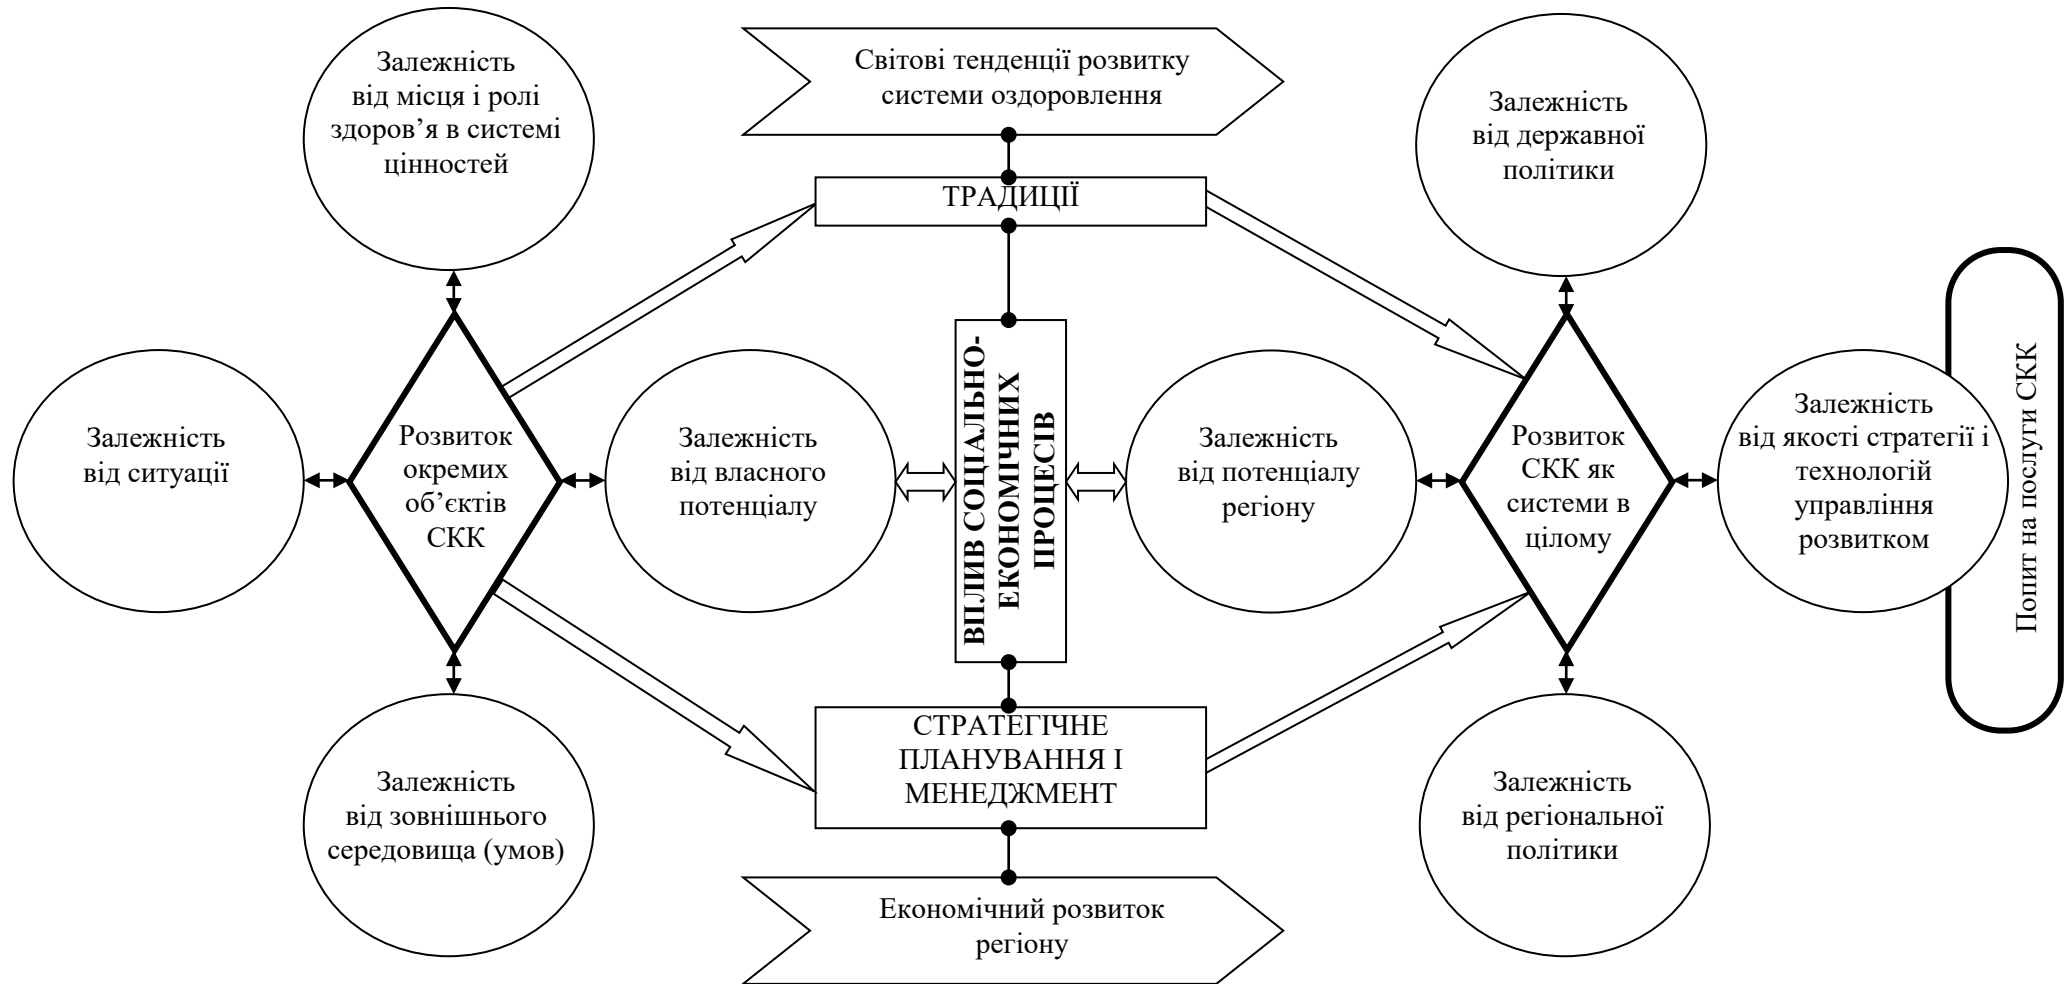 Залежність
від місця і ролі
здоров’я в системі
цінностей
Світові тенденції розвитку
системи оздоровлення
Залежність
від державної
політики
ТРАДИЦІЇ
Залежність
від ситуації
Розвиток
окремих
об’єктів
СКК
Залежність
від власного
потенціалу
ВПЛИВ СОЦІАЛЬНО-
ЕКОНОМІЧНИХ
ПРОЦЕСІВ
Залежність
від потенціалу
регіону
Розвиток
СКК як
системи в
цілому
Залежність
від якості стратегії і
технологій
управління
розвитком
Попит на послуги СКК
СТРАТЕГІЧНЕ
ПЛАНУВАННЯ І
МЕНЕДЖМЕНТ
Залежність
від зовнішнього
середовища (умов)
Залежність
від регіональної
політики
Економічний розвиток
регіону